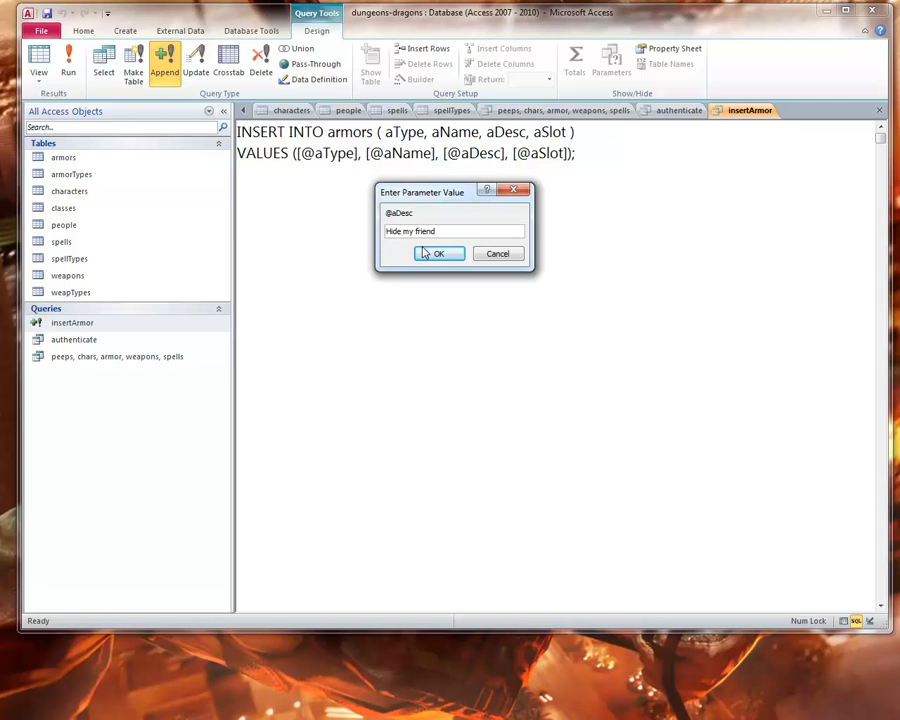 Query Tools
dungeons-dragons : Database (Access 2007 - 2010) - Microsoft Access
File Home Create External Data Database Tools Design
View Run Select Make Table Append Update Crosstab Delete
Union
Pass-Through
Data Definition
Show Table
Insert Rows
Delete Rows
Builder
Insert Columns
Delete Columns
Return:
Totals Parameters
Property Sheet
Table Names
Results Query Type Query Setup Show/Hide
All Access Objects
Search...
characters people spells spellTypes peeps, chars, armor, weapons, spells authenticate insertArmor
Tables
armors
armorTypes
characters
classes
people
spells
spellTypes
weapons
weapTypes
Queries
insertArmor
authenticate
peeps, chars, armor, weapons, spells
INSERT INTO armors ( aType, aName, aDesc, aSlot )
VALUES ([@aType], [@aName], [@aDesc], [@aSlot]);
Enter Parameter Value
@aDesc
Hide my friend
OK Cancel
Ready Num Lock SQL